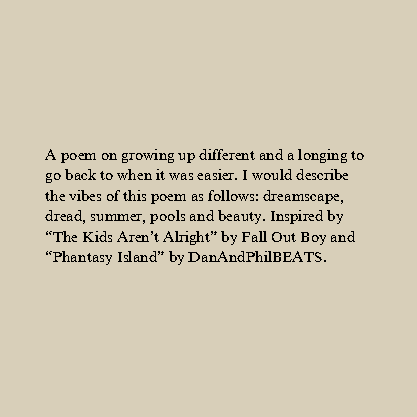 A poem on growing up different and a longing to
go back to when it was easier. I would describe
the vibes of this poem as follows: dreamscape,
dread, summer, pools and beauty. Inspired by
“The Kids Aren’t Alright” by Fall Out Boy and
“Phantasy Island” by DanAndPhilBEATS.